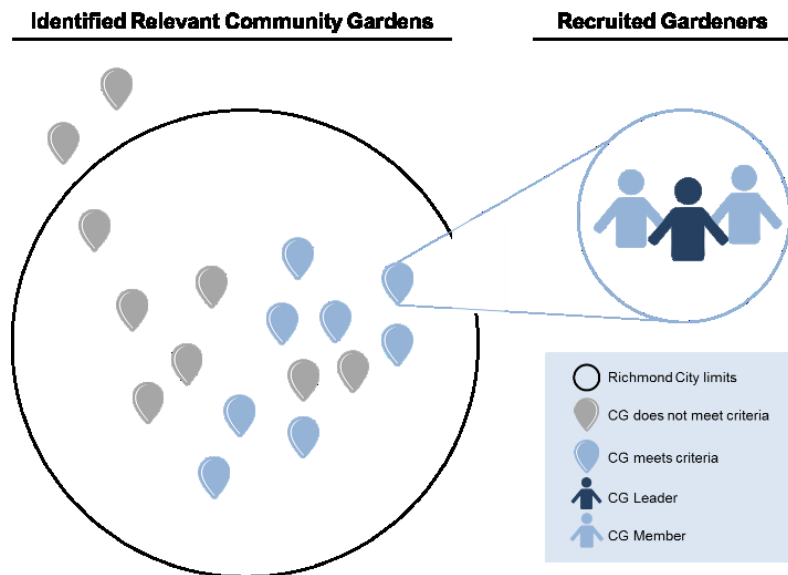 Identified Relevant Community Gardens
Recruited Gardeners
Richmond City limits
CG does not meet criteria
CG meets criteria
CG Leader
CG Member